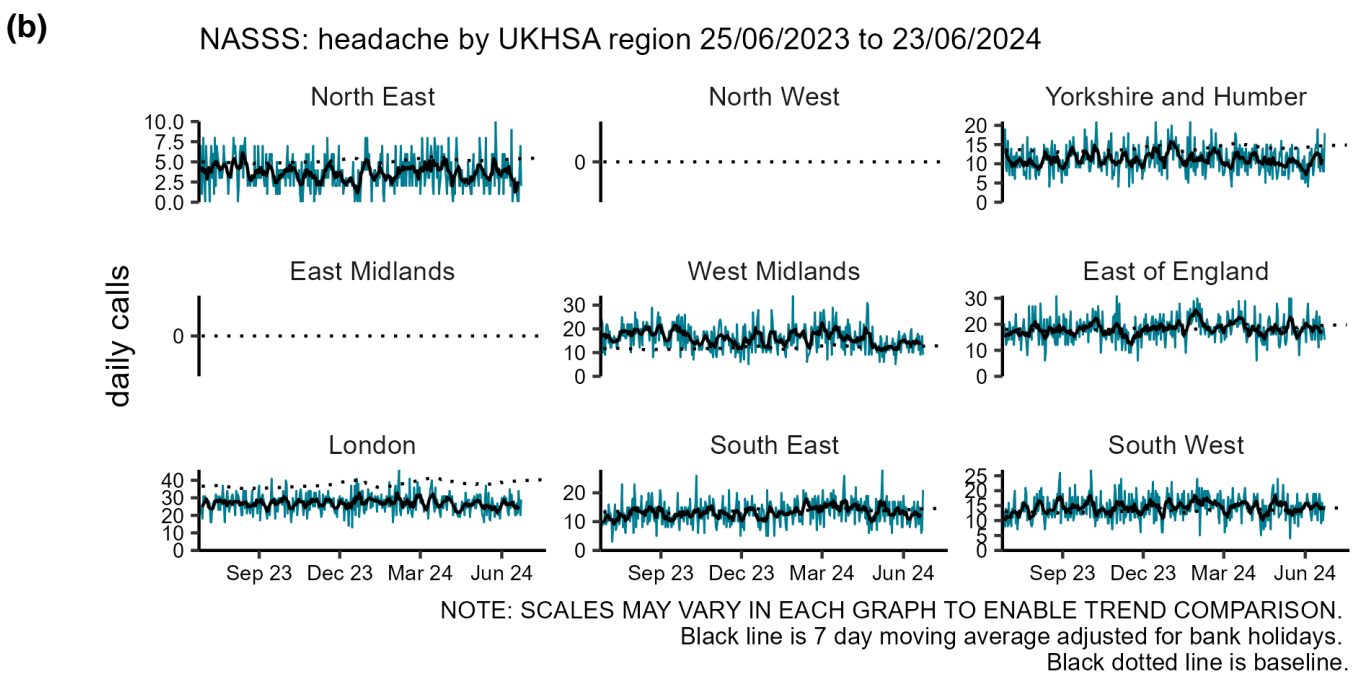 (b)
NASSS: headache by UKHSA region 25/06/2023 to 23/06/2024
North East
North West
Yorkshire and Humber
10.0
7.5
5.0
2.5
0.0
0
20
15
10
5
0
East Midlands
West Midlands
East of England
daily calls
0
30
20
10
0
30
20
10
0
London
South East
South West
40
30
20
10
0
20
10
0
25
20
15
10
5
0
Sep 23 Dec 23 Mar 24 Jun 24
Sep 23 Dec 23 Mar 24 Jun 24
Sep 23 Dec 23 Mar 24 Jun 24
NOTE: SCALES MAY VARY IN EACH GRAPH TO ENABLE TREND COMPARISON.
Black line is 7 day moving average adjusted for bank holidays.
Black dotted line is baseline.